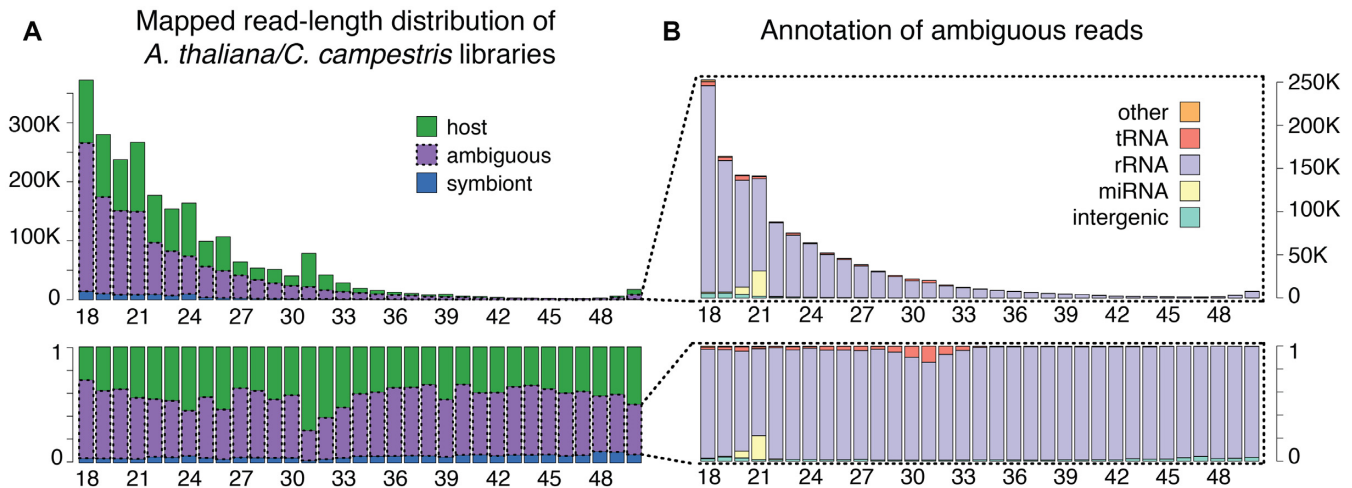 A
Mapped read-length distribution of
A. thaliana/C. campestris libraries
300K
200K
100K
0
host
ambiguous
symbiont
18 21 24 27 30 33 36 39 42 45 48
1
0
18 21 24 27 30 33 36 39 42 45 48
B
Annotation of ambiguous reads
250K
200K
150K
100K
50K
0
other
tRNA
rRNA
miRNA
intergenic
18 21 24 27 30 33 36 39 42 45 48
1
0
18 21 24 27 30 33 36 39 42 45 48